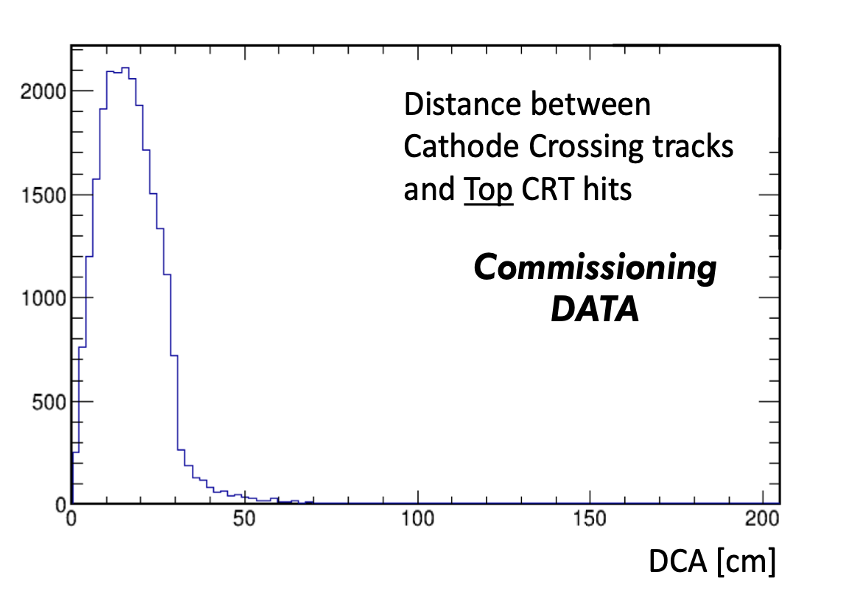 2000
1500
1000
500
0
0 50 100 150 200
Distance between
Cathode Crossing tracks
and Top CRT hits
Commissioning
DATA
DCA [cm]